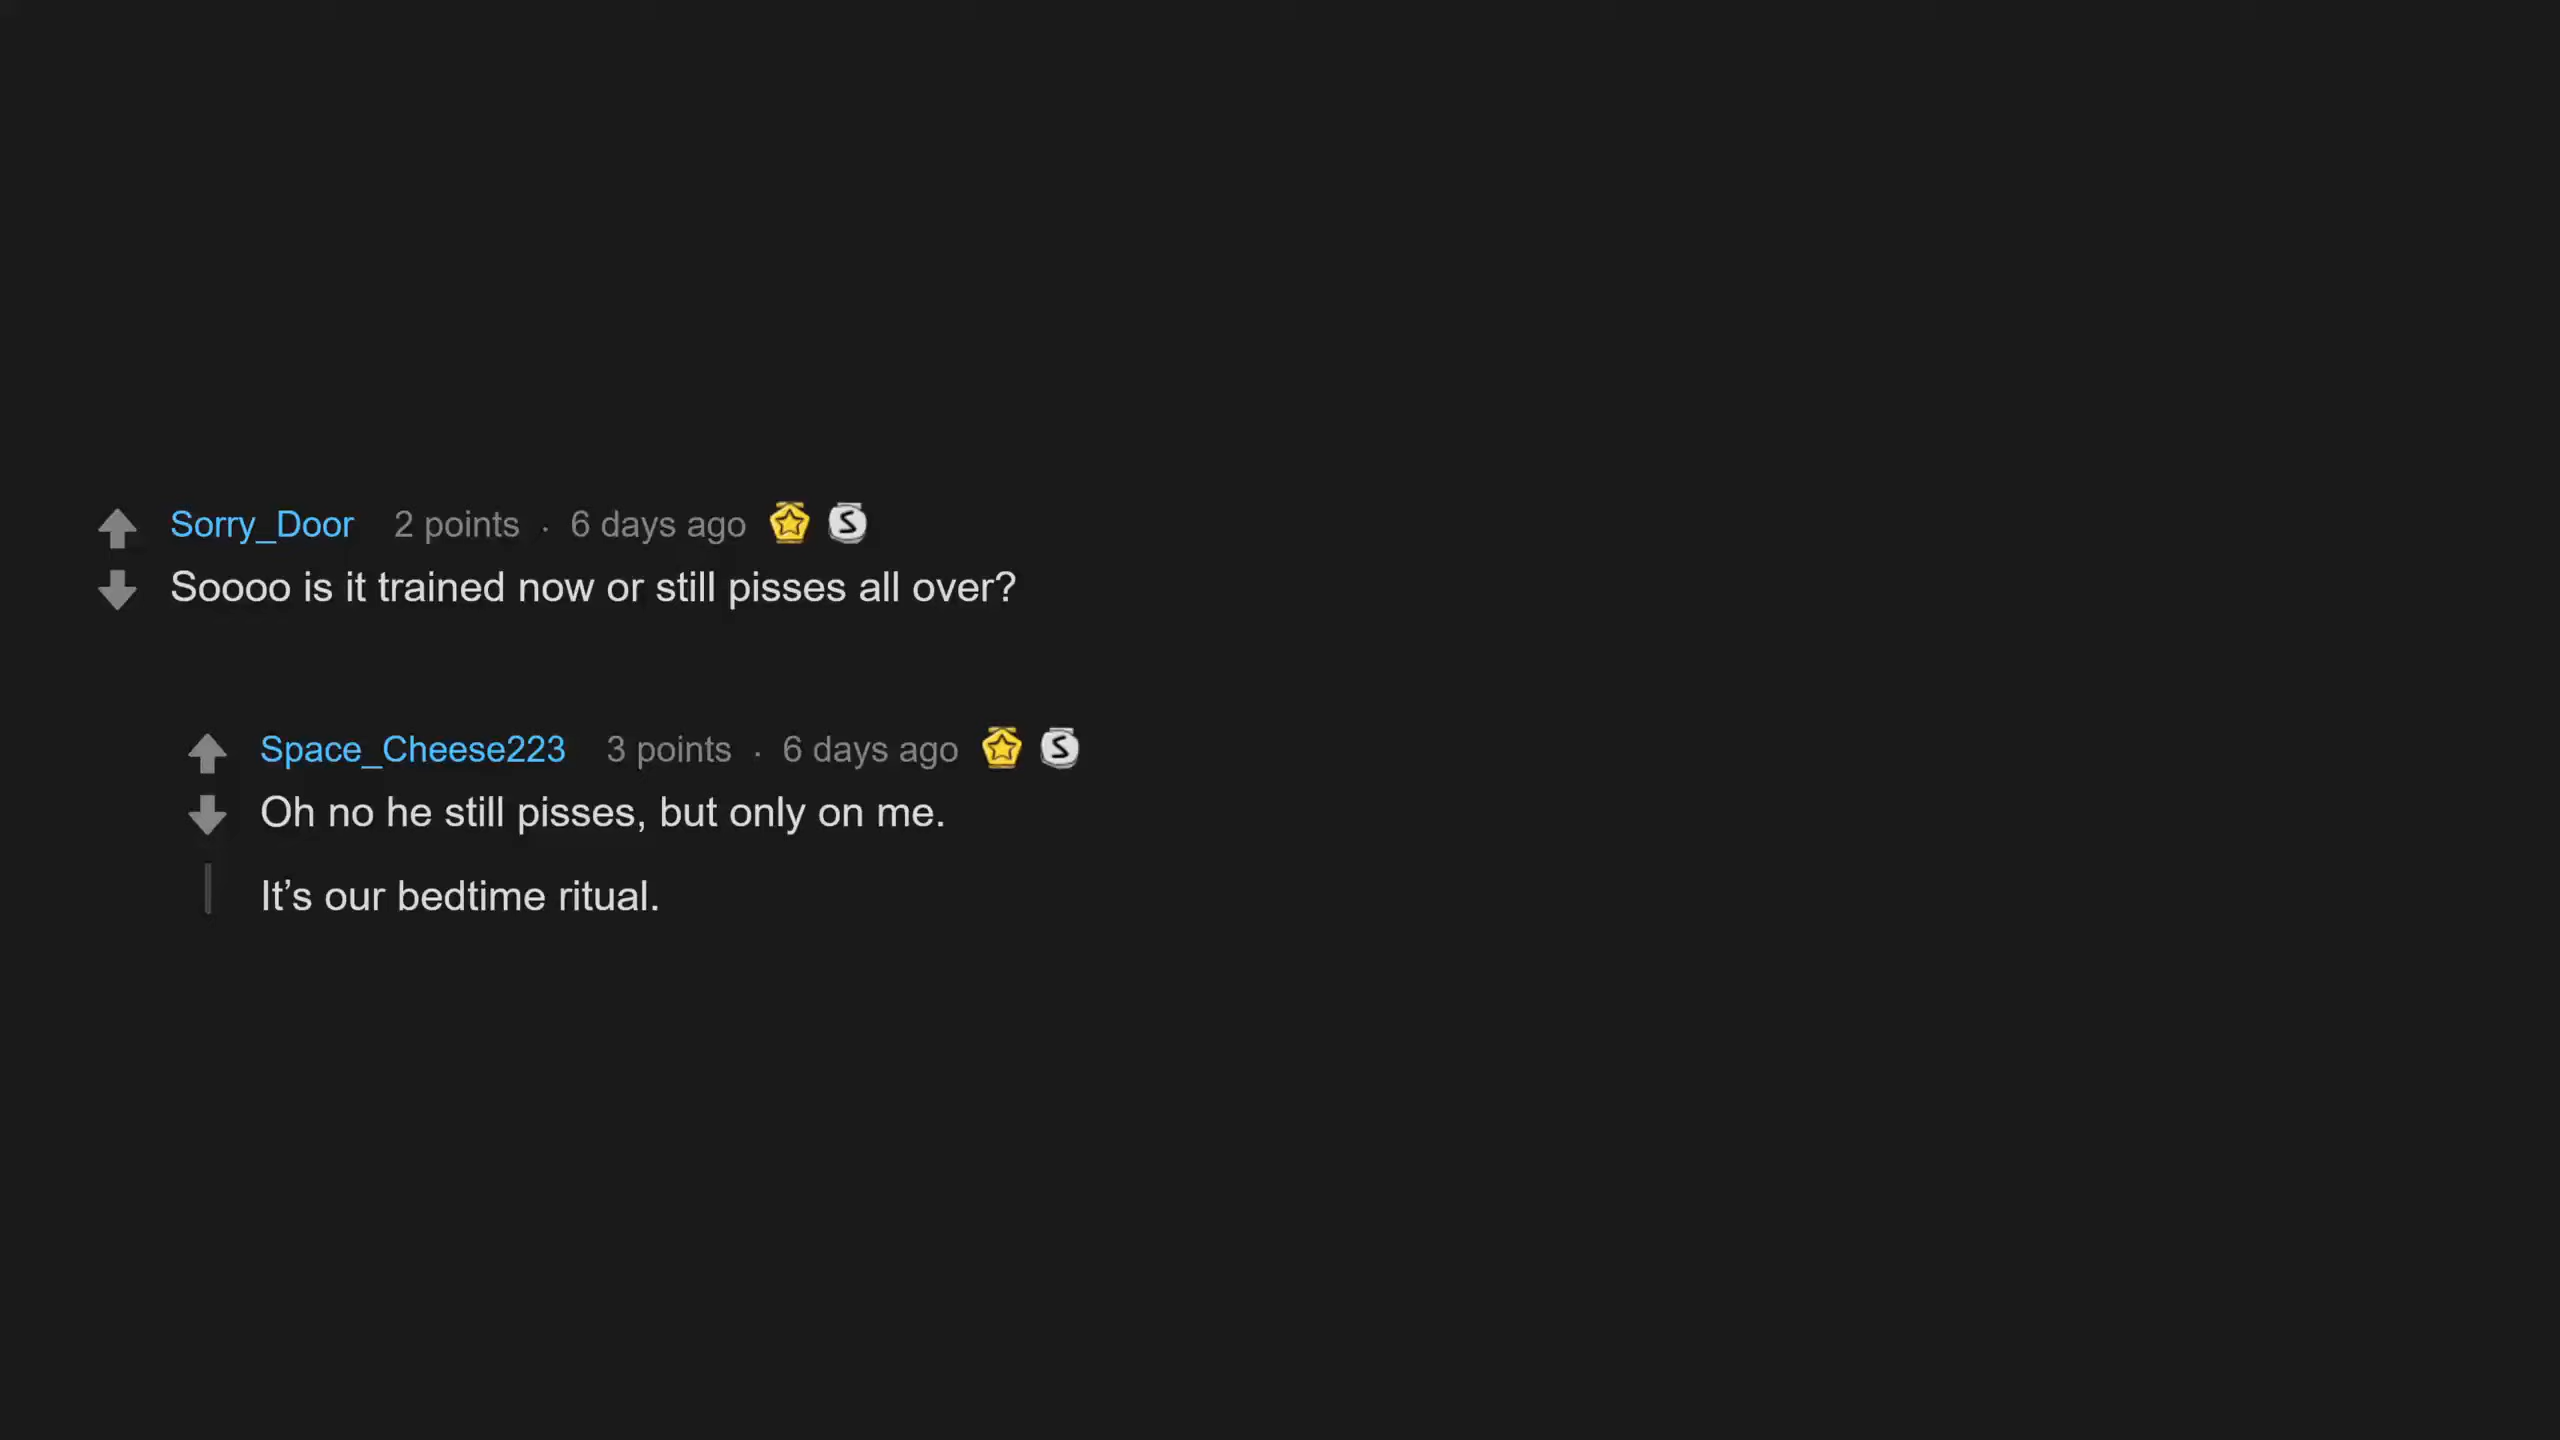 Sorry_Door 2 points · 6 days ago
Soooo is it trained now or still pisses all over?
Space_Cheese223 3 points · 6 days ago
Oh no he still pisses, but only on me.
It’s our bedtime ritual.